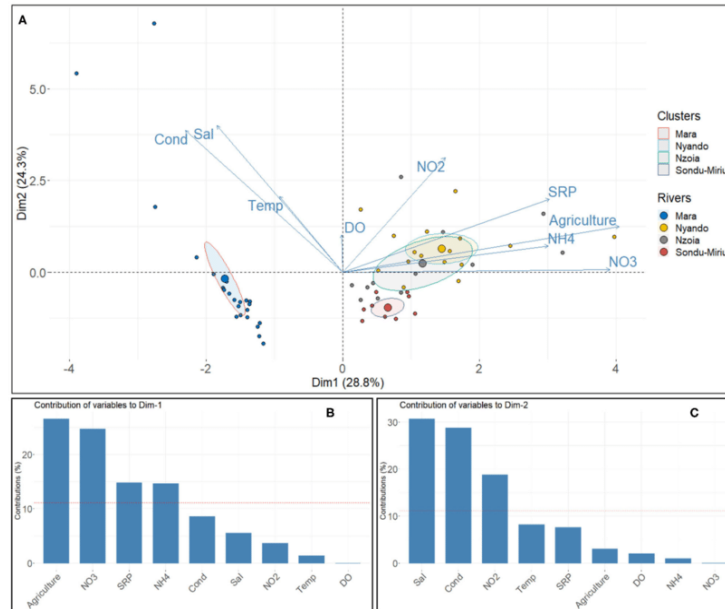 A
Dim2 (24.3%)
5.0
2.5
0.0
Cond
Sal
Temp
DO
NO2
SRP
Agriculture
NH4
NO3
-4
-2
0
2
4
Dim1 (28.8%)
Clusters
Mara
Nyando
Nzoia
Sondu-Miriu
Rivers
Mara
Nyando
Nzoia
Sondu-Miriu
Contribution of variables to Dim-1
B
Contributions (%)
20
10
0
Agriculture
NO3
SRP
NH4
Cond
Sal
NO2
Temp
DO
Contribution of variables to Dim-2
C
Contributions (%)
30
20
10
0
Sal
Cond
NO2
Temp
SRP
Agriculture
DO
NH4
NO3